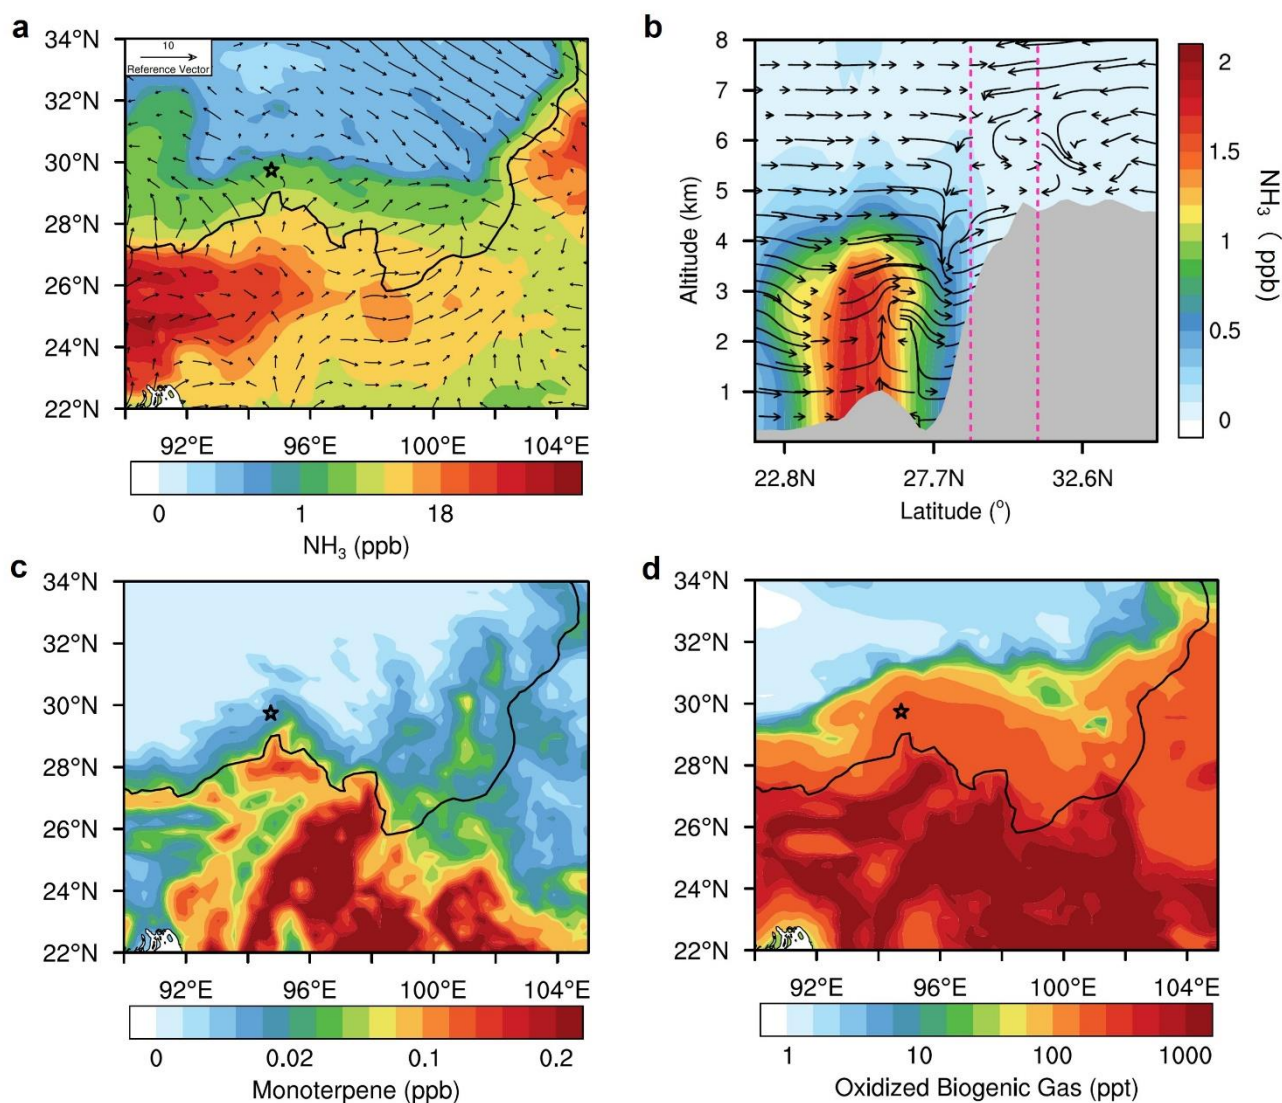 a
34°N
32°N
30°N
28°N
26°N
24°N
22°N
10
Reference Vector
92°E 96°E 100°E 104°E
0 1 18
NH₃ (ppb)
b
8
7
6
5
4
3
2
1
Altitude (km)
22.8N 27.7N 32.6N
Latitude (°)
2
1.5
1
0.5
0
NH₃ ( ppb)
c
34°N
32°N
30°N
28°N
26°N
24°N
22°N
92°E 96°E 100°E 104°E
0 0.02 0.1 0.2
Monoterpene (ppb)
d
34°N
32°N
30°N
28°N
26°N
24°N
22°N
92°E 96°E 100°E 104°E
1 10 100 1000
Oxidized Biogenic Gas (ppt)